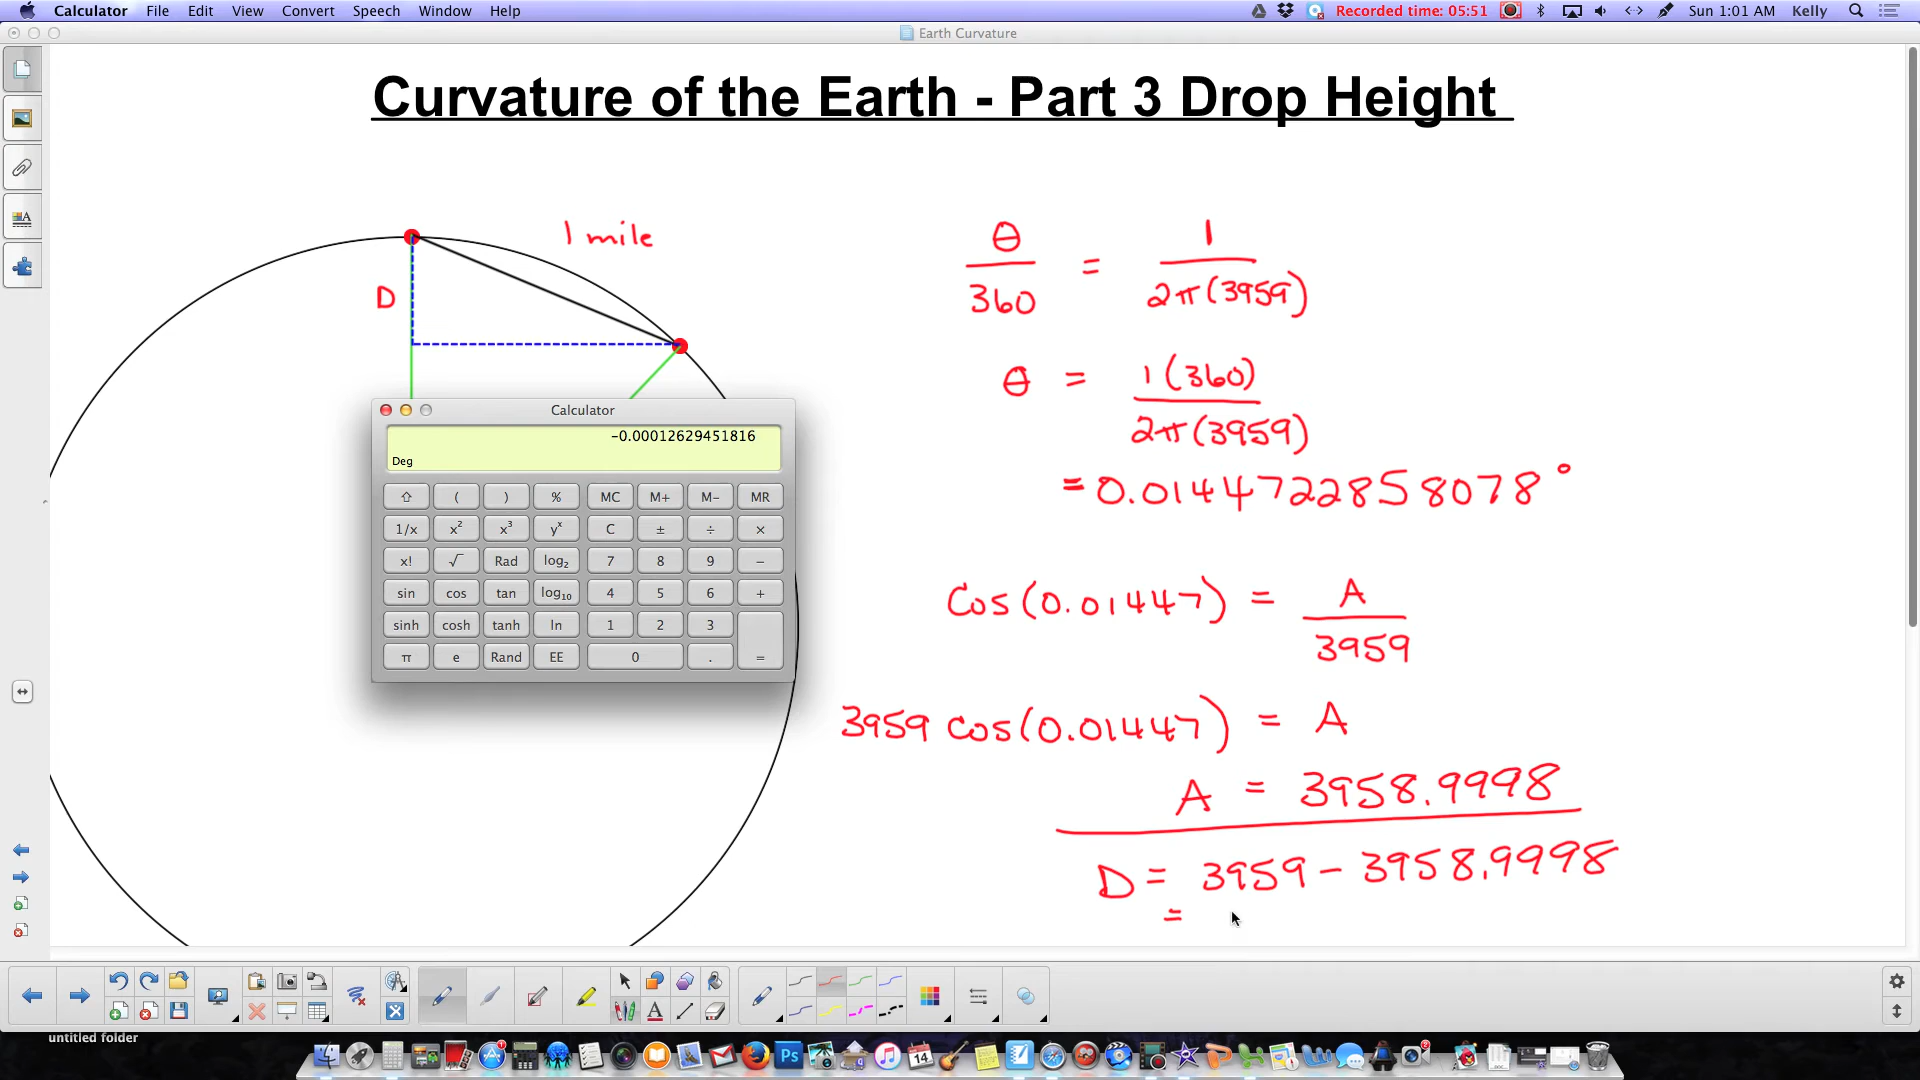 Calculator File Edit View Convert Speech Window Help
Recorded time: 05:51
Sun 1:01 AM Kelly
Earth Curvature
Curvature of the Earth - Part 3 Drop Height
1 mile
D
θ/360 = 1/2π(3959)
θ = 1(360)/2π(3959)
= 0.0144722858078°
Cos(0.01447) = A/3959
3959 Cos(0.01447) = A
A = 3958.9998
D = 3959 - 3958.9998
=
Calculator
-0.00012629451816
Deg
( ) % MC M+ M- MR
1/x x² x³ yˣ C ± ÷ ×
x! √ Rad log₂ 7 8 9 −
sin cos tan log₁₀ 4 5 6 +
sinh cosh tanh ln 1 2 3
π e Rand EE 0 . =
untitled folder